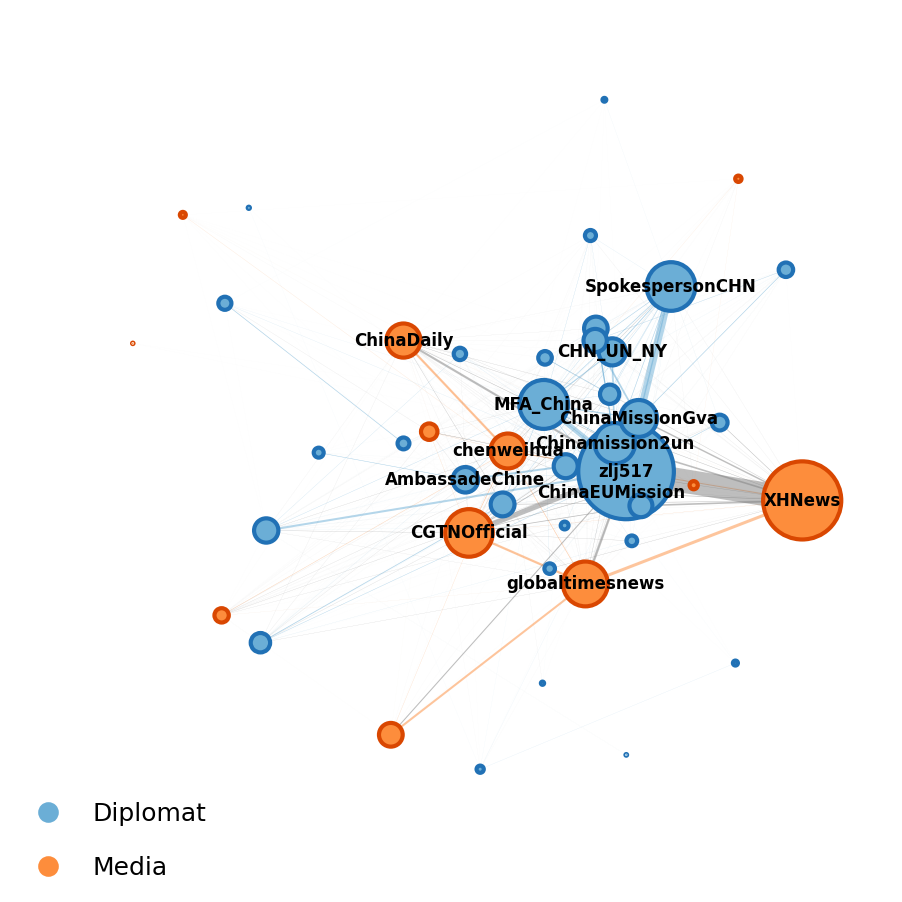 SpokespersonCHN
ChinaDaily
CHN_UN_NY
MFA_China
ChinaMissionGva
Chinamission2un
chenweihua
zlj517
AmbassadeChine
ChinaEUMission
XHNews
CGTNOfficial
globaltimesnews
Diplomat
Media